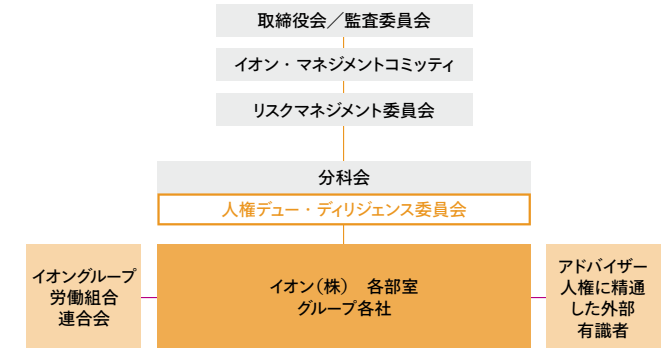 取締役会／監査委員会
イオン・マネジメントコミッティ
リスクマネジメント委員会
分科会
人権デュー・ディリジェンス委員会
イオングループ
労働組合
連合会
イオン（株）　各部室
グループ各社
アドバイザー
人権に精通
した外部
有識者